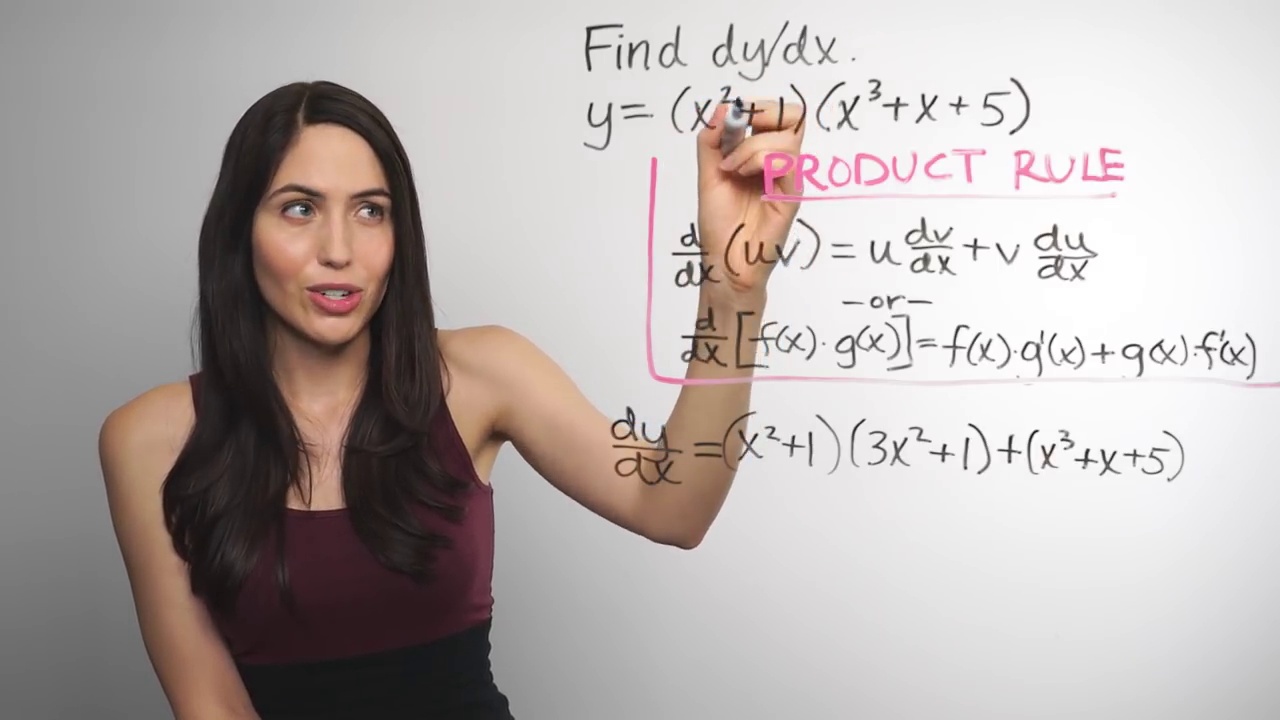 Find dy/dx.
y= (x²+1)(x³+x+5)
PRODUCT RULE
d/dx (uv) = u dv/dx + v du/dx
-or-
d/dx [f(x)·g(x)] = f(x)·g'(x) + g(x)·f'(x)
dy/dx = (x²+1)(3x²+1)+(x³+x+5)